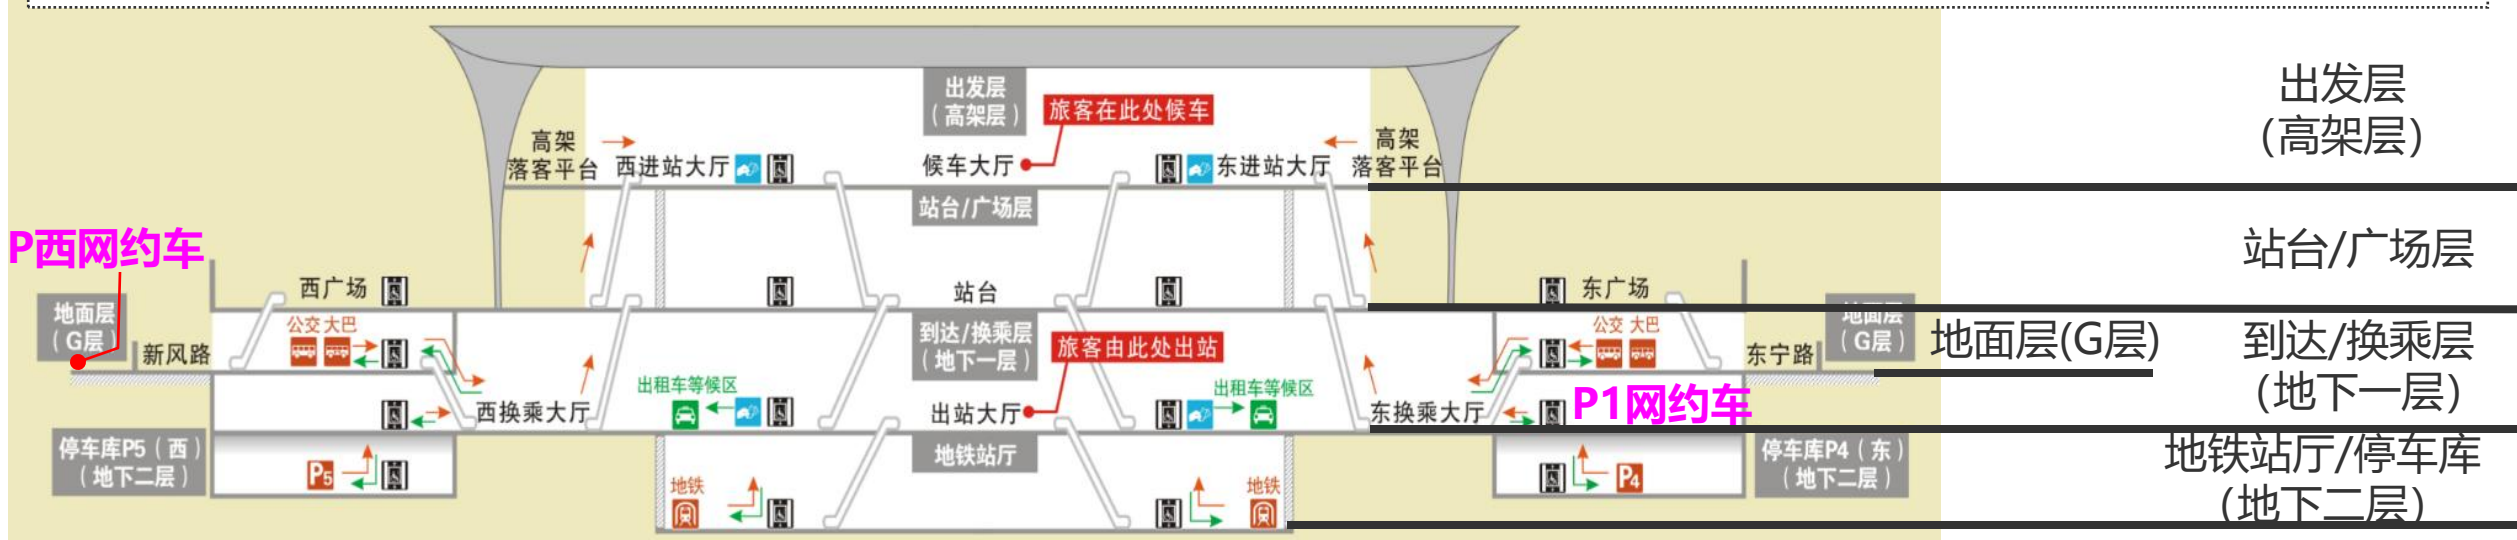 出发层
（高架层）
旅客在此处候车
高架
落客平台
西进站大厅
候车大厅
东进站大厅
高架
落客平台
出发层
（高架层）
站台/广场层
P西网约车
站台/广场层
西广场
站台
东广场
地面层
（G层）
新风路
公交 大巴
到达/换乘层
（地下一层）
旅客由此处出站
公交 大巴
东宁路
地面层
（G层）
地面层(G层)
到达/换乘层
（地下一层）
出租车等候区
西换乘大厅
出站大厅
出租车等候区
东换乘大厅
P1网约车
停车库P5（西）
（地下二层）
P5
地铁站厅
地铁
地铁
P4
停车库P4（东）
（地下二层）
地铁站厅/停车库
（地下二层）